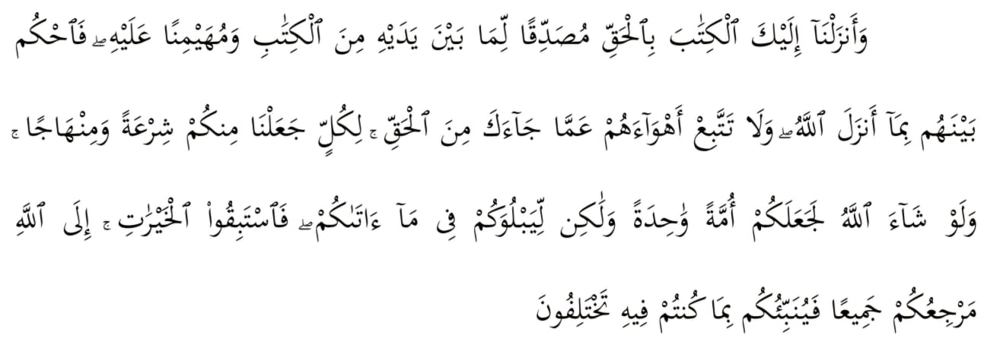 وَأَنزَلْنَآ إِلَيْكَ ٱلْكِتَٰبَ بِٱلْحَقِّ مُصَدِّقًا لِّمَا بَيْنَ يَدَيْهِ مِنَ ٱلْكِتَٰبِ وَمُهَيْمِنًا عَلَيْهِ ۖ فَٱحْكُم
بَيْنَهُم بِمَآ أَنزَلَ ٱللَّهُ ۖ وَلَا تَتَّبِعْ أَهْوَآءَهُمْ عَمَّا جَآءَكَ مِنَ ٱلْحَقِّ ۚ لِكُلٍّ جَعَلْنَا مِنكُمْ شِرْعَةً وَمِنْهَاجًا ۚ
وَلَوْ شَآءَ ٱللَّهُ لَجَعَلَكُمْ أُمَّةً وَٰحِدَةً وَلَٰكِن لِّيَبْلُوَكُمْ فِى مَآ ءَاتَىٰكُمْ ۖ فَٱسْتَبِقُوا۟ ٱلْخَيْرَٰتِ ۚ إِلَى ٱللَّهِ
مَرْجِعُكُمْ جَمِيعًا فَيُنَبِّئُكُم بِمَا كُنتُمْ فِيهِ تَخْتَلِفُونَ